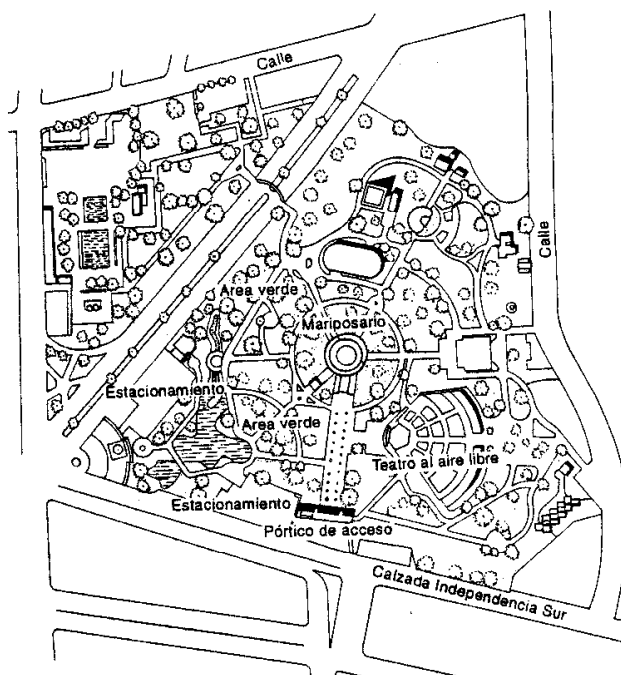 Calle
Calle
Area verde
Mariposario
Estacionamiento
Area verde
Teatro al aire libre
Estacionamiento
Pórtico de acceso
Calzada Independencia Sur